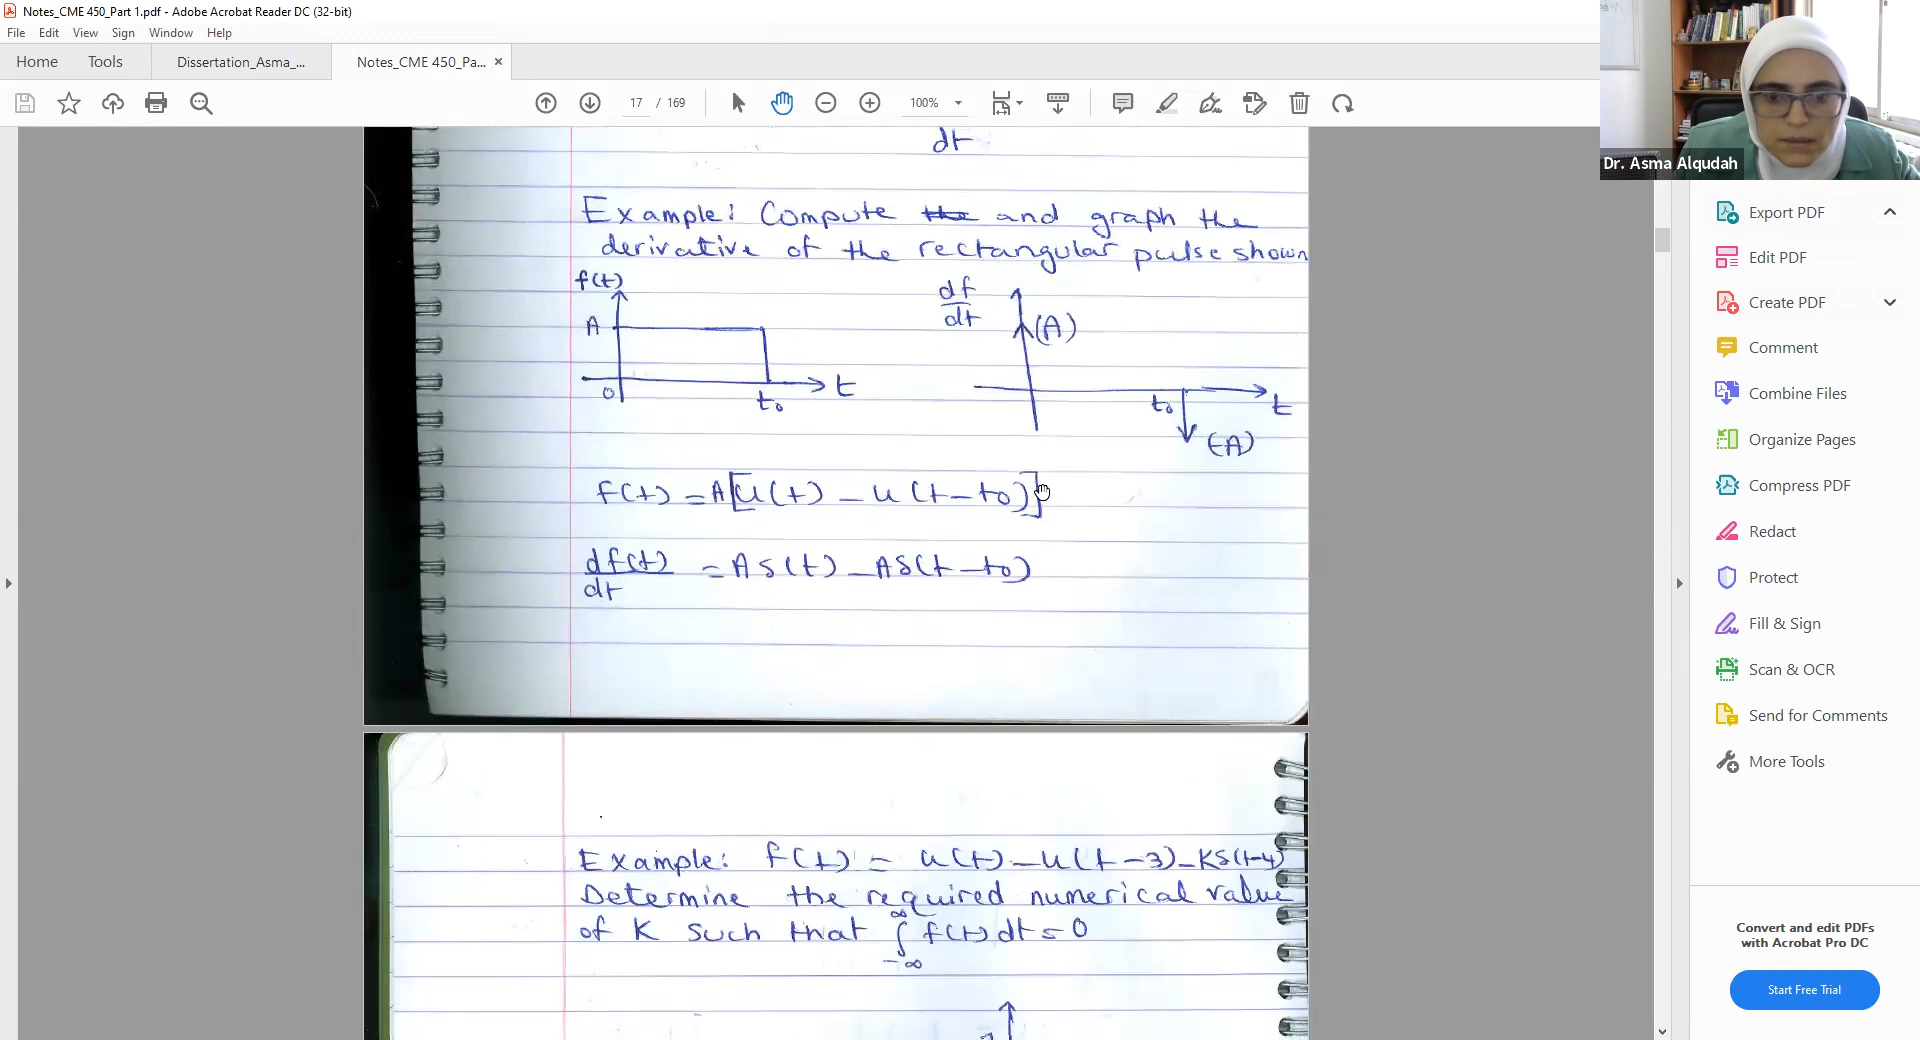 Notes_CME 450_Part 1.pdf - Adobe Acrobat Reader DC (32-bit)
File Edit View Sign Window Help
Home Tools Dissertation_Asma_... Notes_CME 450_Pa... ×
17 / 169 100%
Dr. Asma Alqudah
dt
Example: Compute and graph the
derivative of the rectangular pulse shown
f(t)
A
0
t₀
t
df
dt
(A)
t₀
t
(-A)
f(t) = A[u(t) - u(t-t₀)]
df(t)
dt
= Aδ(t) - Aδ(t-t₀)
Example: f(t) = u(t) - u(t-3) - Kδ(t-4)
Determine the required numerical value
of K such that ∫ f(t) dt = 0
∞
-∞
Export PDF
Edit PDF
Create PDF
Comment
Combine Files
Organize Pages
Compress PDF
Redact
Protect
Fill & Sign
Scan & OCR
Send for Comments
More Tools
Convert and edit PDFs
with Acrobat Pro DC
Start Free Trial